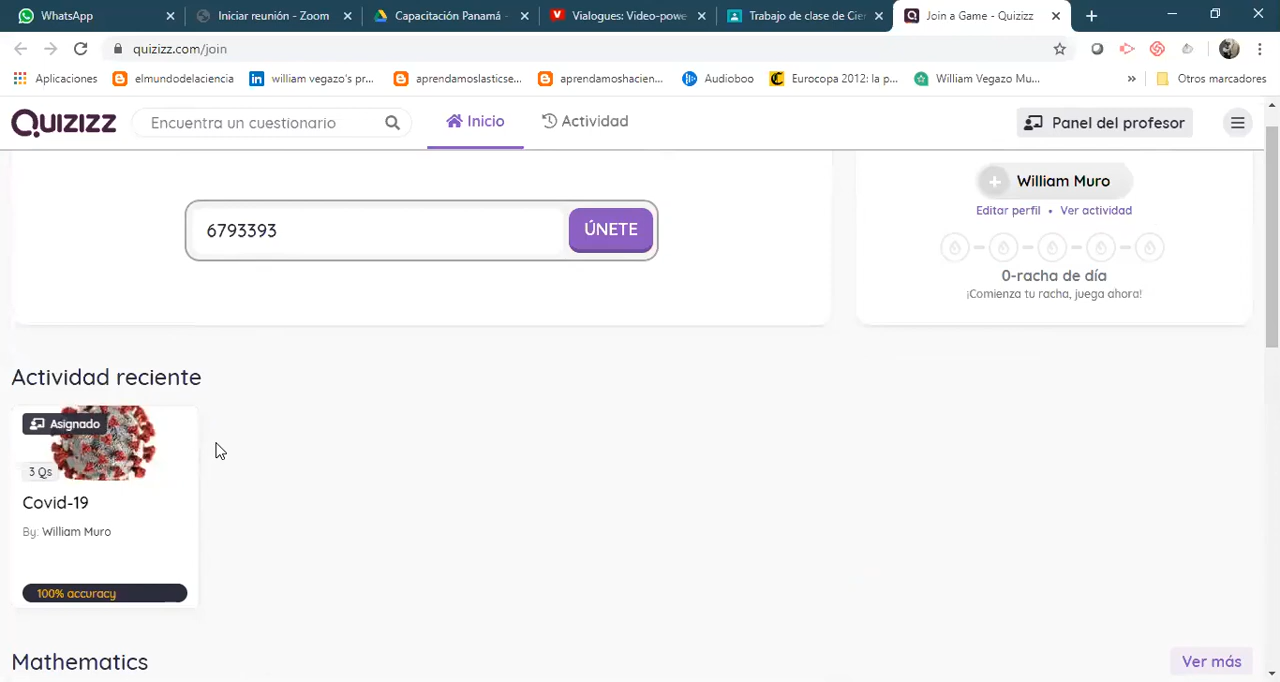 WhatsApp
Iniciar reunión - Zoom
Capacitación Panamá -
Vialogues: Video-powe
Trabajo de clase de Cier
Join a Game - Quizizz
quizizz.com/join
Aplicaciones
elmundodelaciencia
william vegazo's pr...
aprendamoslasticse...
aprendamoshacien...
Audioboo
Eurocopa 2012: la p...
William Vegazo Mu...
»
Otros marcadores
QUIZIZZ
Encuentra un cuestionario
Inicio
Actividad
Panel del profesor
6793393
ÚNETE
William Muro
Editar perfil • Ver actividad
0-racha de día
¡Comienza tu racha, juega ahora!
Actividad reciente
Asignado
3 Qs
Covid-19
By: William Muro
100% accuracy
Mathematics
Ver más